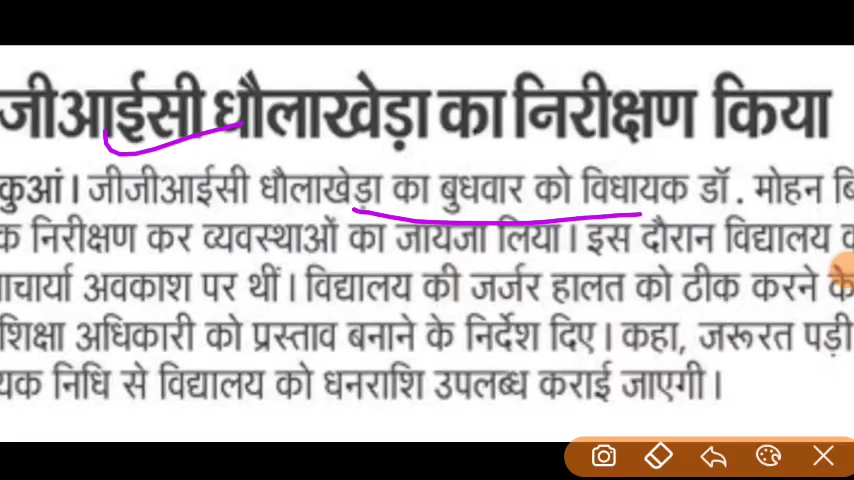 जीआईसी धौलाखेड़ा का निरीक्षण किया
कुआं। जीजीआईसी धौलाखेड़ा का बुधवार को विधायक डॉ. मोहन बि
क निरीक्षण कर व्यवस्थाओं का जायजा लिया। इस दौरान विद्यालय क
ाचार्या अवकाश पर थीं। विद्यालय की जर्जर हालत को ठीक करने के
शिक्षा अधिकारी को प्रस्ताव बनाने के निर्देश दिए। कहा, जरूरत पड़ी
यक निधि से विद्यालय को धनराशि उपलब्ध कराई जाएगी।